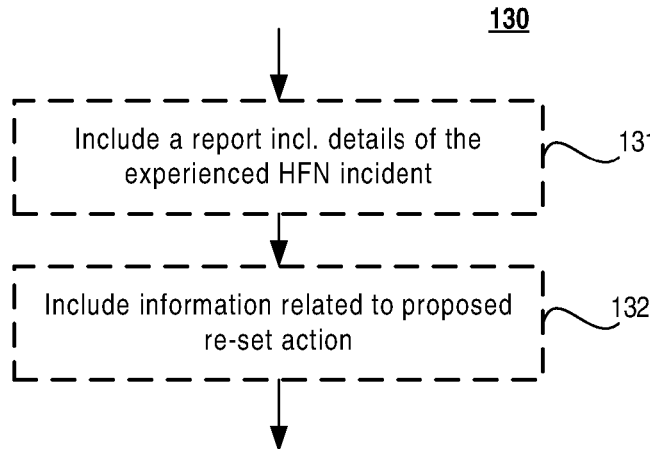 130
Include a report incl. details of the
experienced HFN incident
131
Include information related to proposed
re-set action
132